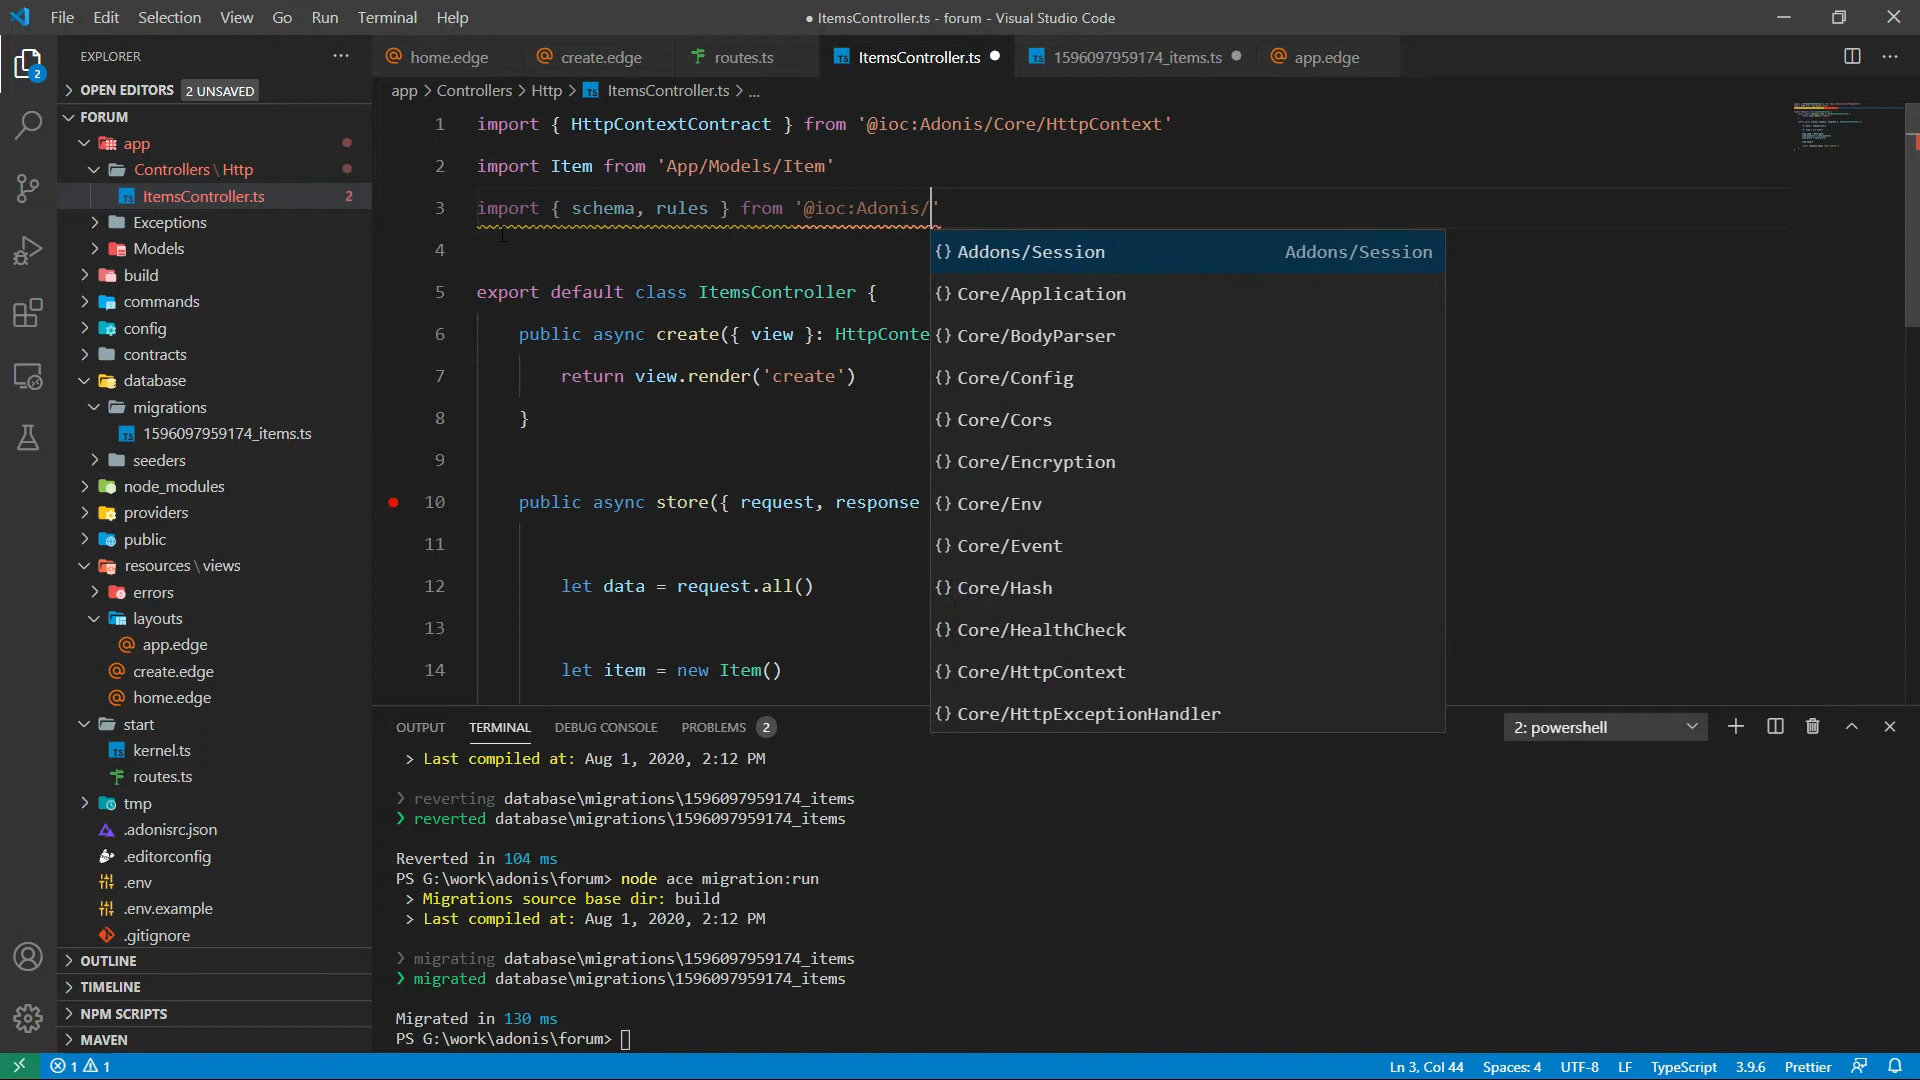 File Edit Selection View Go Run Terminal Help
● ItemsController.ts - forum - Visual Studio Code
EXPLORER
OPEN EDITORS 2 UNSAVED
FORUM
app
Controllers \ Http
ItemsController.ts 2
Exceptions
Models
build
commands
config
contracts
database
migrations
1596097959174_items.ts
seeders
node_modules
providers
public
resources \ views
errors
layouts
app.edge
create.edge
home.edge
start
kernel.ts
routes.ts
tmp
.adonisrc.json
.editorconfig
.env
.env.example
.gitignore
OUTLINE
TIMELINE
NPM SCRIPTS
MAVEN
2
home.edge create.edge routes.ts ItemsController.ts 1596097959174_items.ts app.edge
app > Controllers > Http > TS ItemsController.ts > ...
1 import { HttpContextContract } from '@ioc:Adonis/Core/HttpContext'
2 import Item from 'App/Models/Item'
3 import { schema, rules } from '@ioc:Adonis/'
4
5 export default class ItemsController {
6 public async create({ view }: HttpConte
7 return view.render('create')
8 }
9
10 public async store({ request, response
11
12 let data = request.all()
13
14 let item = new Item()
{} Addons/Session Addons/Session
{} Core/Application
{} Core/BodyParser
{} Core/Config
{} Core/Cors
{} Core/Encryption
{} Core/Env
{} Core/Event
{} Core/Hash
{} Core/HealthCheck
{} Core/HttpContext
{} Core/HttpExceptionHandler
OUTPUT TERMINAL DEBUG CONSOLE PROBLEMS 2
2: powershell
> Last compiled at: Aug 1, 2020, 2:12 PM
❯ reverting database\migrations\1596097959174_items
❯ reverted database\migrations\1596097959174_items
Reverted in 104 ms
PS G:\work\adonis\forum> node ace migration:run
> Migrations source base dir: build
> Last compiled at: Aug 1, 2020, 2:12 PM
❯ migrating database\migrations\1596097959174_items
❯ migrated database\migrations\1596097959174_items
Migrated in 130 ms
PS G:\work\adonis\forum>
1 1
Ln 3, Col 44 Spaces: 4 UTF-8 LF TypeScript 3.9.6 Prettier